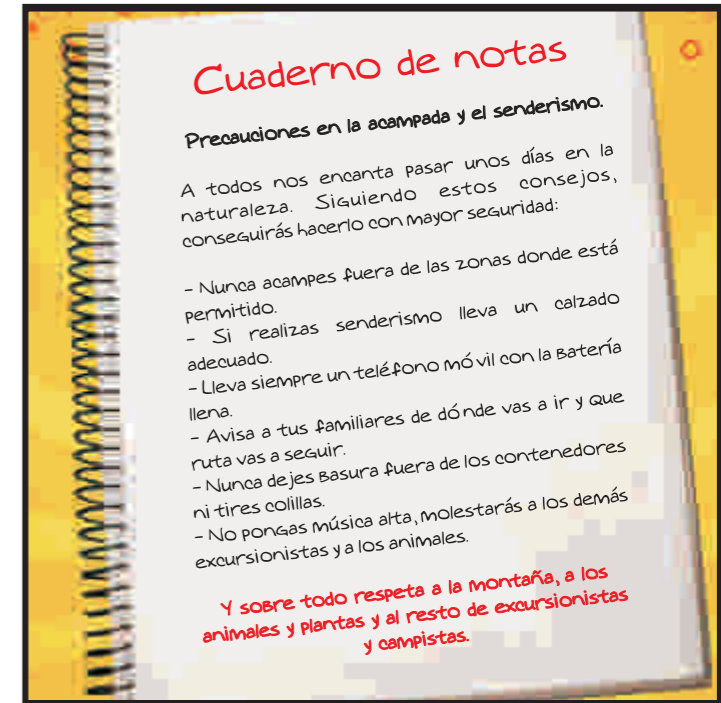 Cuaderno de notas
Precauciones en la acampada y el senderismo.
A todos nos encanta pasar unos días en la
naturaleza. Siguiendo estos consejos,
conseguirás hacerlo con mayor seguridad:
- Nunca acampes fuera de las zonas donde está
permitido.
- Si realizas senderismo lleva un calzado
adecuado.
- Lleva siempre un teléfono móvil con la batería
llena.
- Avisa a tus familiares de dónde vas a ir y que
ruta vas a seguir.
- Nunca dejes basura fuera de los contenedores
ni tires colillas.
- No pongas música alta, molestarás a los demás
excursionistas y a los animales.
Y sobre todo respeta a la montaña, a los
animales y plantas y al resto de excursionistas
y campistas.